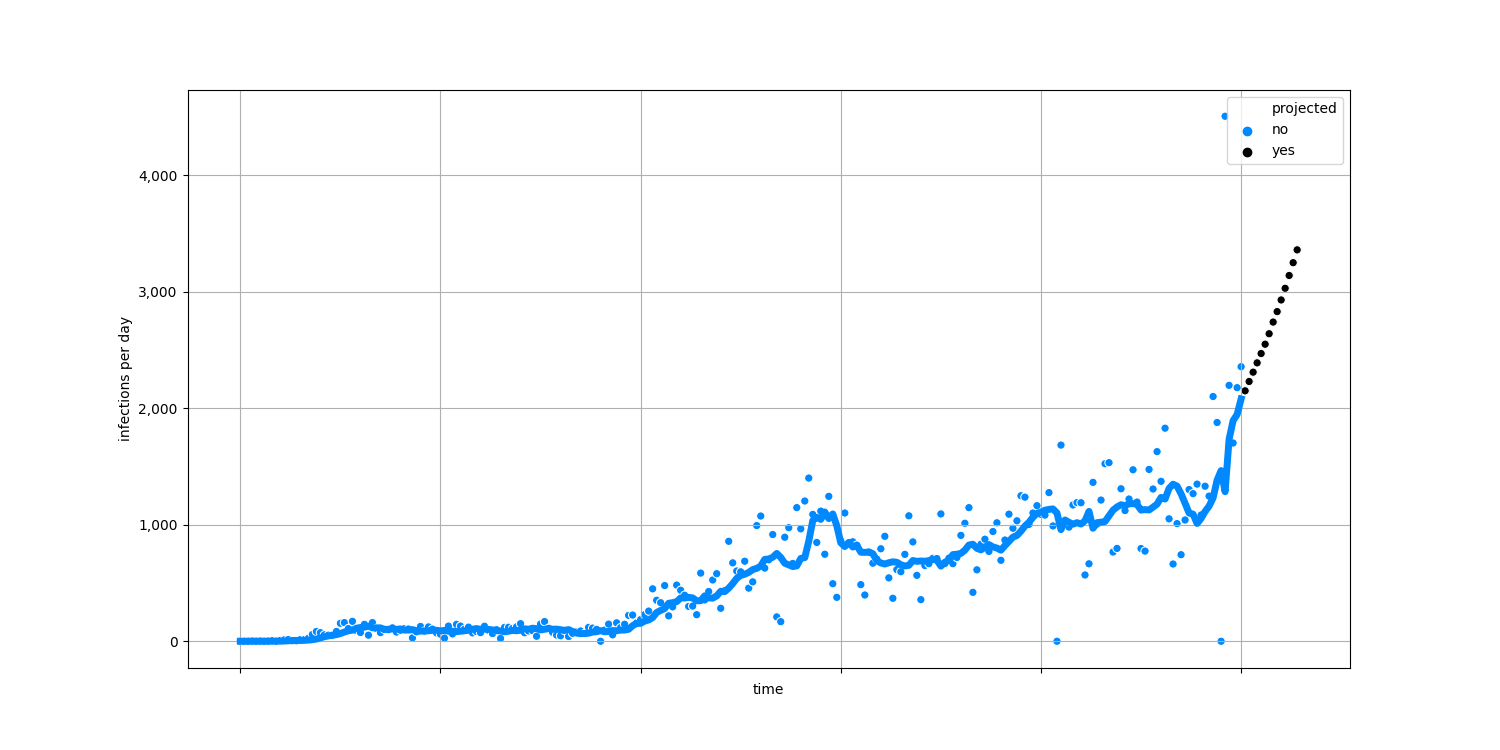 projected
no
yes
4,000
3,000
2,000
1,000
0
infections per day
time